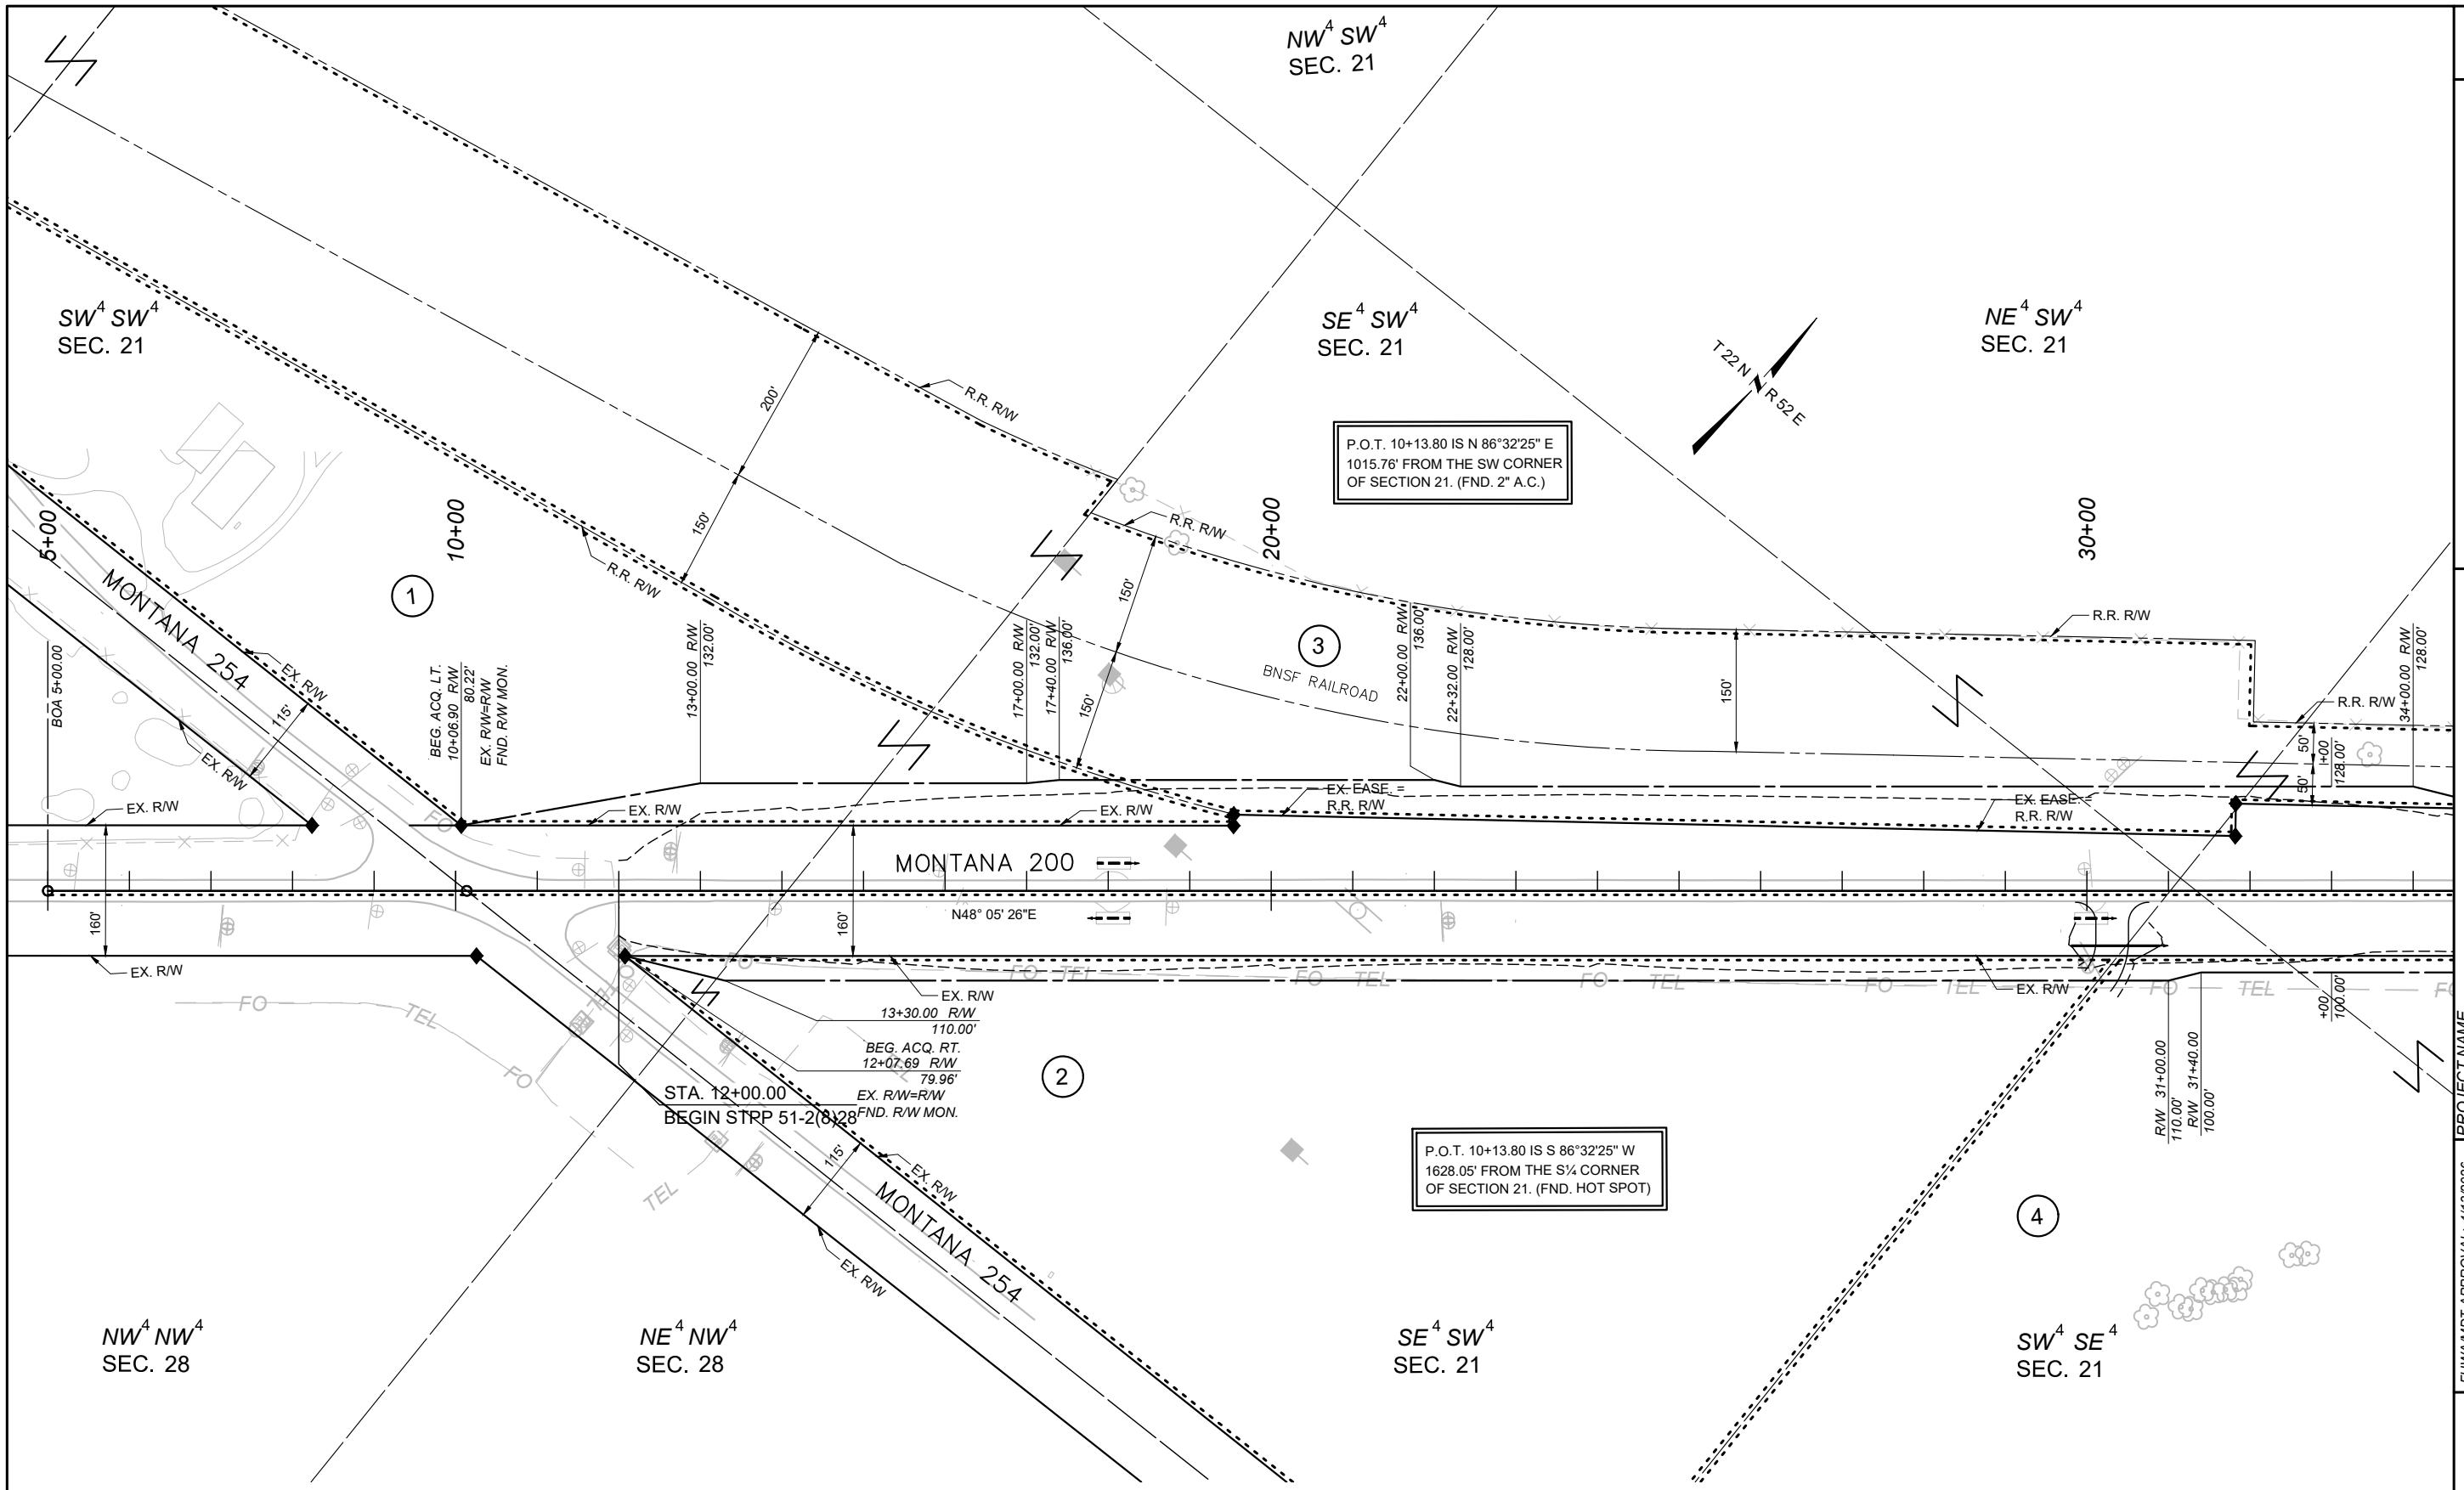 NW⁴ SW⁴
SEC. 21
SW⁴ SW⁴
SEC. 21
SE⁴ SW⁴
SEC. 21
NE⁴ SW⁴
SEC. 21
T 22 N
N
R 52 E
P.O.T. 10+13.80 IS N 86°32'25" E
1015.76' FROM THE SW CORNER
OF SECTION 21. (FND. 2" A.C.)
200'
150'
R.R. R/W
R.R. R/W
R.R. R/W
150'
150'
150'
R.R. R/W
R.R. R/W
50'
50'
5+00
10+00
20+00
30+00
1
3
BNSF RAILROAD
MONTANA 254
EX. R/W
EX. R/W
115'
BOA 5+00.00
BEG. ACQ. LT.
10+06.90 R/W
80.22'
EX. R/W=R/W
FND. R/W MON.
13+00.00 R/W
132.00'
17+00.00 R/W
132.00'
17+40.00 R/W
136.00'
22+00.00 R/W
136.00'
22+32.00 R/W
128.00'
+00
128.00'
34+00.00 R/W
128.00'
EX. R/W
EX. R/W
EX. R/W
EX. EASE. =
R.R. R/W
EX. EASE.=
R.R. R/W
FO
160'
160'
MONTANA 200
N48° 05' 26"E
EX. R/W
EX. R/W
EX. R/W
FO
TEL
FO
TEL
FO
TEL
FO
TEL
FO
FO
TEL
FO
TEL
FO
TEL
FO
TEL
13+30.00 R/W
110.00'
BEG. ACQ. RT.
12+07.69 R/W
79.96'
EX. R/W=R/W
FND. R/W MON.
STA. 12+00.00
BEGIN STPP 51-2(8)28
TEL
2
R/W 31+00.00
110.00'
R/W 31+40.00
100.00'
+00
100.00'
115'
EX. R/W
MONTANA 254
EX. R/W
P.O.T. 10+13.80 IS S 86°32'25" W
1628.05' FROM THE S¼ CORNER
OF SECTION 21. (FND. HOT SPOT)
4
NW⁴ NW⁴
SEC. 28
NE⁴ NW⁴
SEC. 28
SE⁴ SW⁴
SEC. 21
SW⁴ SE⁴
SEC. 21
PROJECT NAME